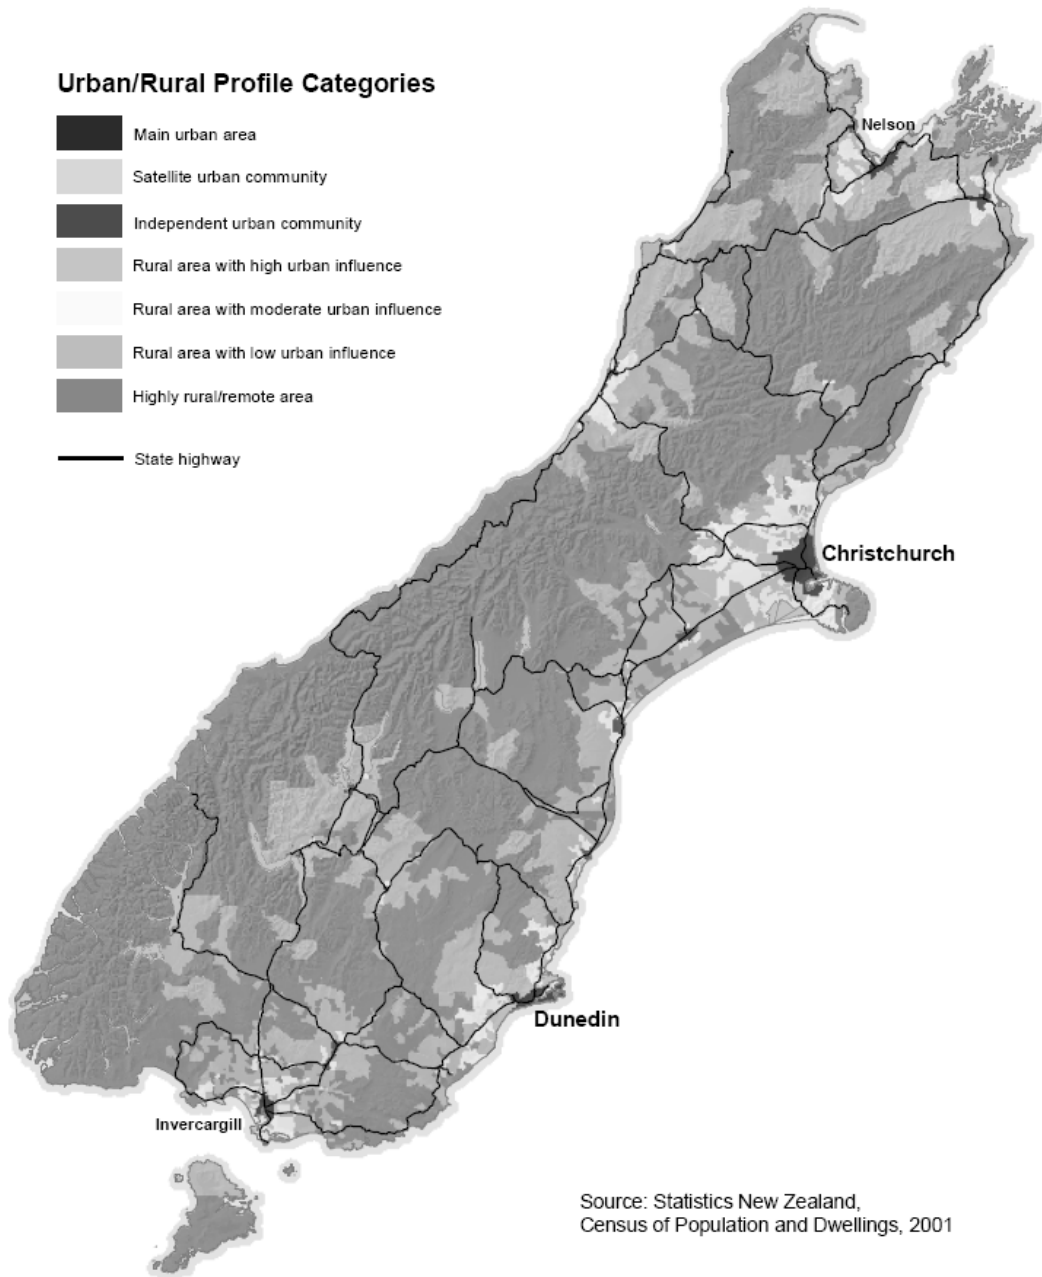 Urban/Rural Profile Categories
Main urban area
Satellite urban community
Independent urban community
Rural area with high urban influence
Rural area with moderate urban influence
Rural area with low urban influence
Highly rural/remote area
State highway
Nelson
Christchurch
Dunedin
Invercargill
Source: Statistics New Zealand,
Census of Population and Dwellings, 2001